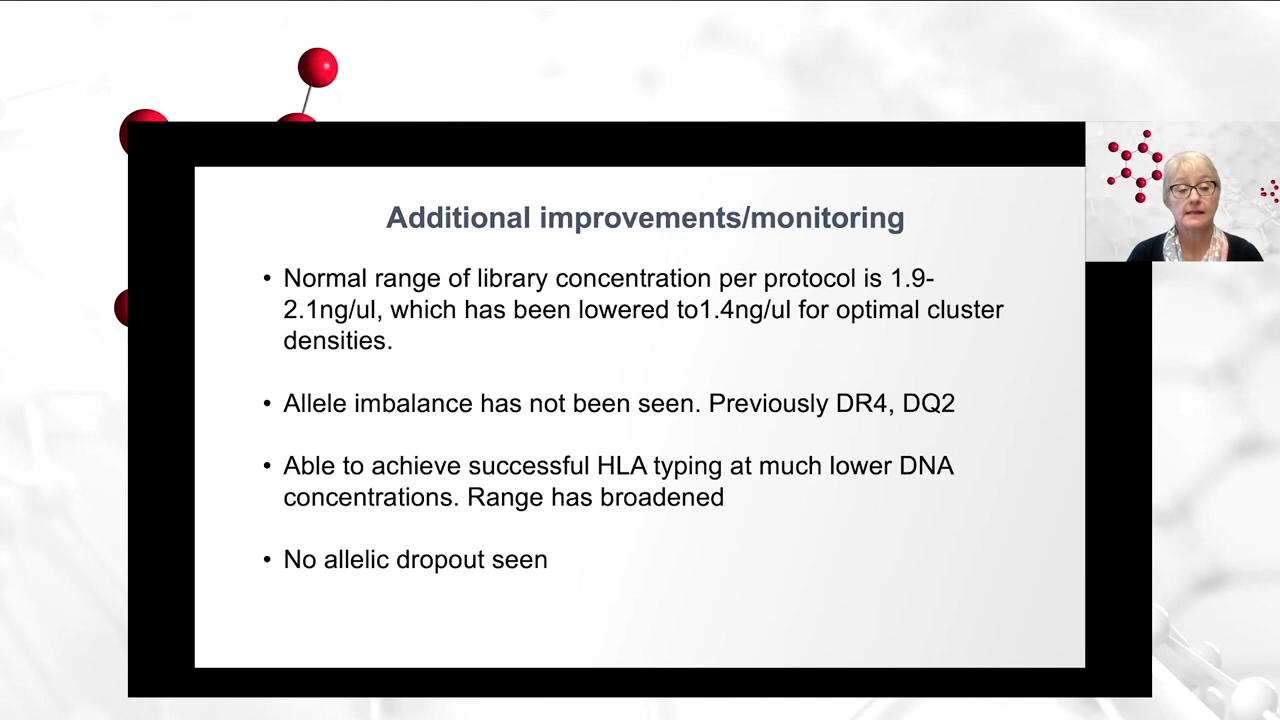 Additional improvements/monitoring
• Normal range of library concentration per protocol is 1.9-
2.1ng/ul, which has been lowered to1.4ng/ul for optimal cluster
densities.
• Allele imbalance has not been seen. Previously DR4, DQ2
• Able to achieve successful HLA typing at much lower DNA
concentrations. Range has broadened
• No allelic dropout seen